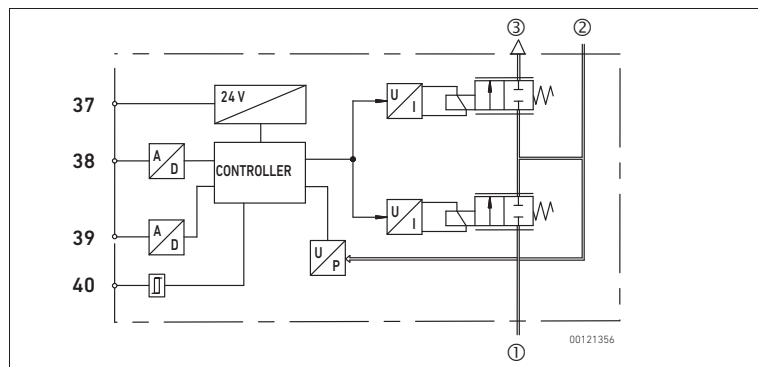 ③ ②
37
24 V
U
I
38
A
D
CONTROLLER
39
A
D
U
I
40
U
P
00121356
①